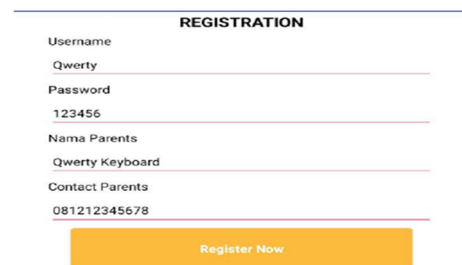 REGISTRATION
Username
Qwerty
Password
123456
Nama Parents
Qwerty Keyboard
Contact Parents
081212345678
Register Now